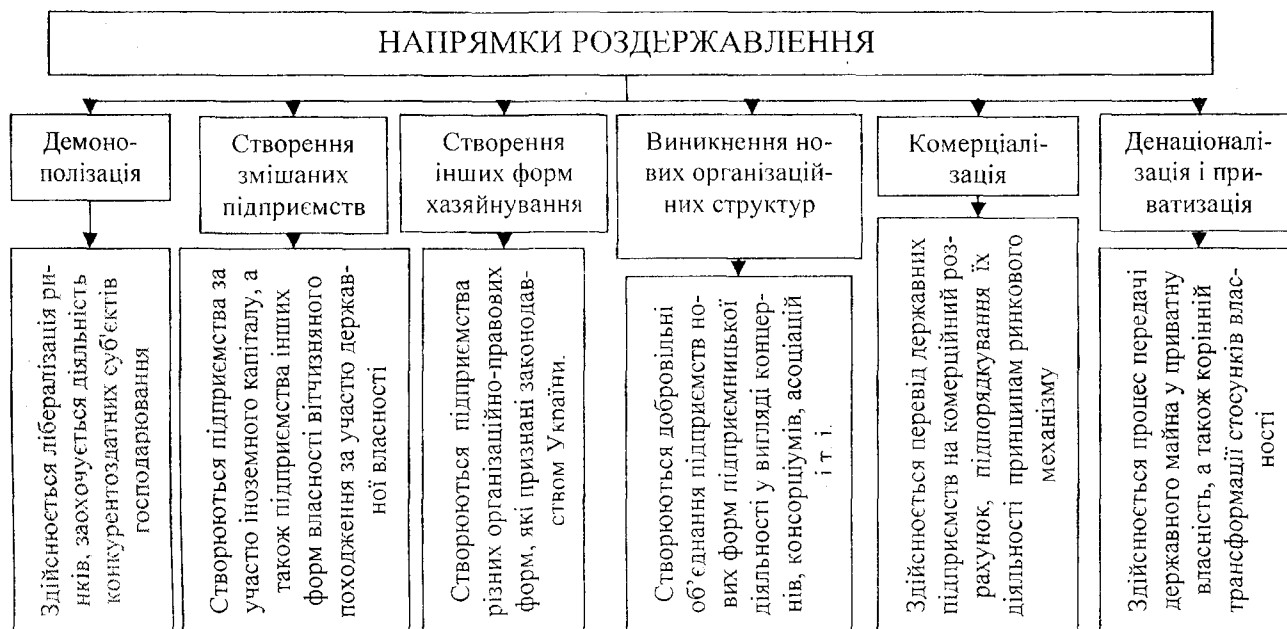 НАПРЯМКИ РОЗДЕРЖАВЛЕННЯ
Демоно-
полізація
Створення
змішаних
підприємств
Створення
інших форм
хазяйнування
Виникнення но-
вих організацій-
них структур
Комерціалі-
зація
Денаціоналі-
зація і при-
ватизація
Здійснюється лібералізація ри-
нків, заохочується діяльність
конкурентоздатних суб'єктів
господарювання
Створюються підприємства за
участю іноземного капіталу, а
також підприємства інших
форм власності вітчизняного
походження за участю держав-
ної власності
Створюються підприємства
різних організаційно-правових
форм, які признані законодав-
ством України.
Створюються добровільні
об'єднання підприємств но-
вих форм підприємницької
діяльності у вигляді концер-
нів, консорціумів, асоціацій
і т і.
Здійснюється перевід державних
підприємств на комерційний роз-
рахунок, підпорядкування їх
діяльності принципам ринкового
механізму
Здійснюється процес передачі
державного майна у приватну
власність, а також корінній
трансформації стосунків влас-
ності